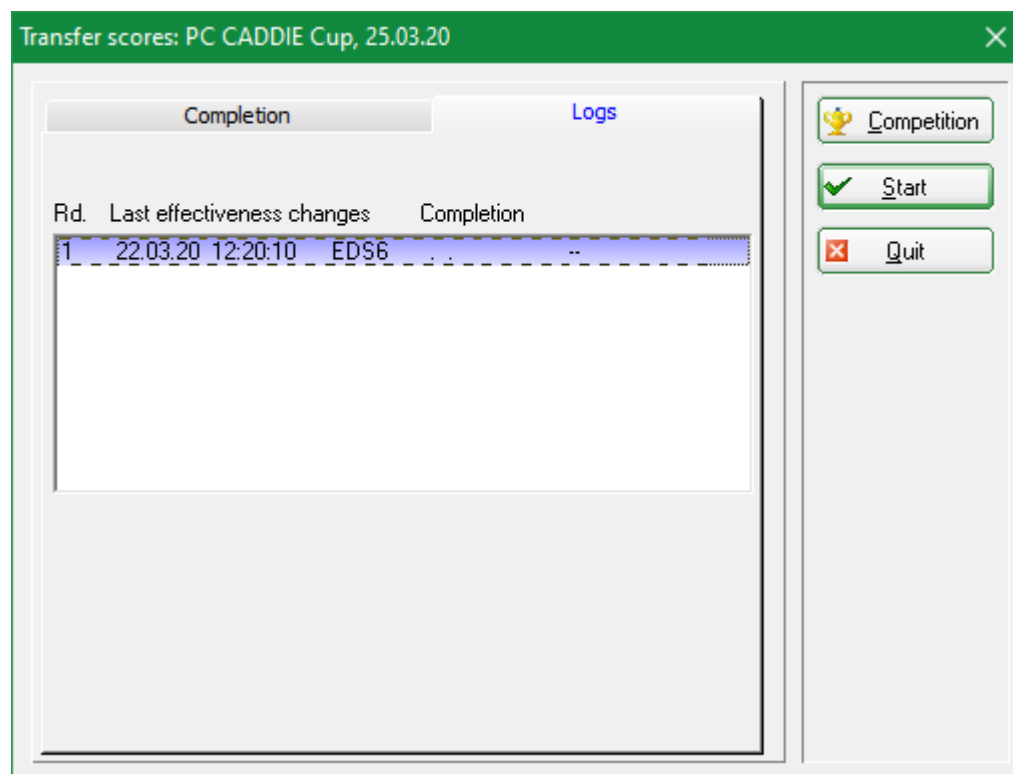 Transfer scores: PC CADDIE Cup, 25.03.20
Completion Logs
Rd. Last effectiveness changes Completion
1 22.03.20 12:20:10 EDS6 . . --
Competition
Start
Quit